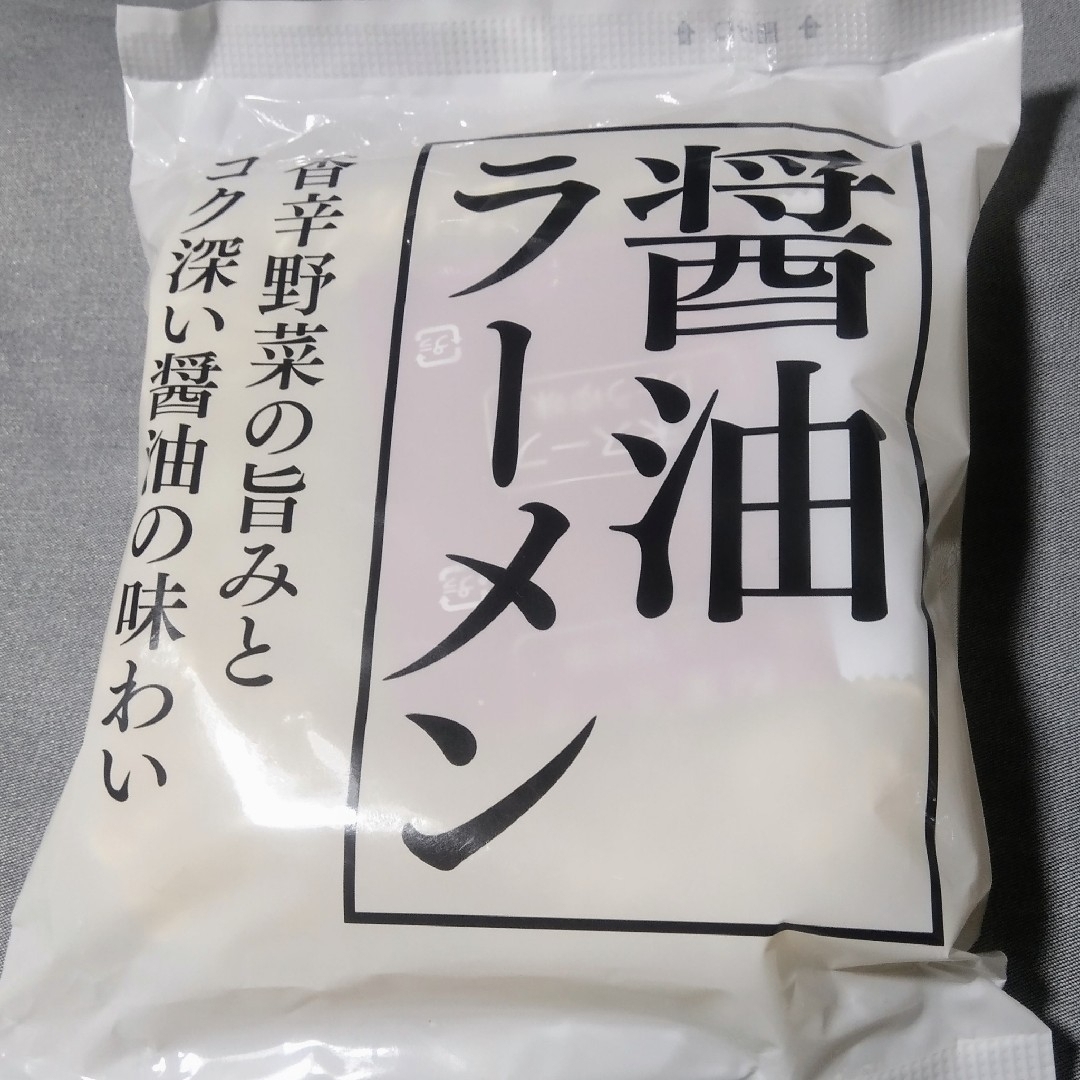 醤油
ラーメン
香辛野菜の旨みと
コク深い醤油の味わい